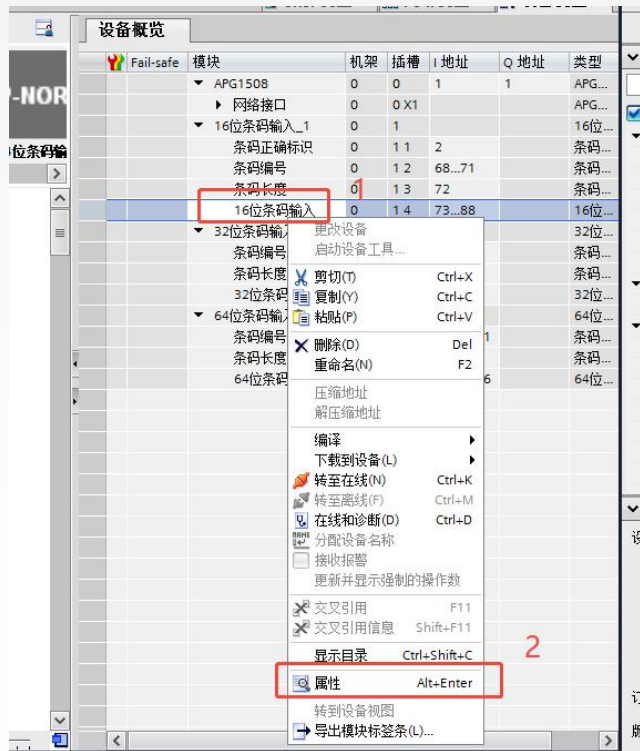 设备概览
Fail-safe 模块 机架 插槽 I 地址 Q 地址 类型
-NOR
APG1508 0 0 1 1 APG...
网络接口 0 0 X1 APG...
16位条码输入_1 0 1 16位...
位条码输
条码正确标识 0 1 1 2 条码...
条码编号 0 1 2 68...71 条码...
条码长度 0 1 3 72 条码...
1
16位条码输入 0 1 4 73...88 16位...
32位条码输 32位...
条码编号 条码...
条码长度 条码...
32位条码 32位...
64位条码输 64位...
条码编号 1 条码...
条码长度 条码...
64位条码 6 64位...
更改设备
启动设备工具...
剪切(T) Ctrl+X
复制(Y) Ctrl+C
粘贴(P) Ctrl+V
删除(D) Del
重命名(N) F2
压缩地址
解压缩地址
编译
下载到设备(L)
转至在线(N) Ctrl+K
转至离线(F) Ctrl+M
在线和诊断(D) Ctrl+D
分配设备名称
接收报警
更新并显示强制的操作数
交叉引用 F11
交叉引用信息 Shift+F11
显示目录 Ctrl+Shift+C
2
属性 Alt+Enter
转到设备视图
导出模块标签条(L)...